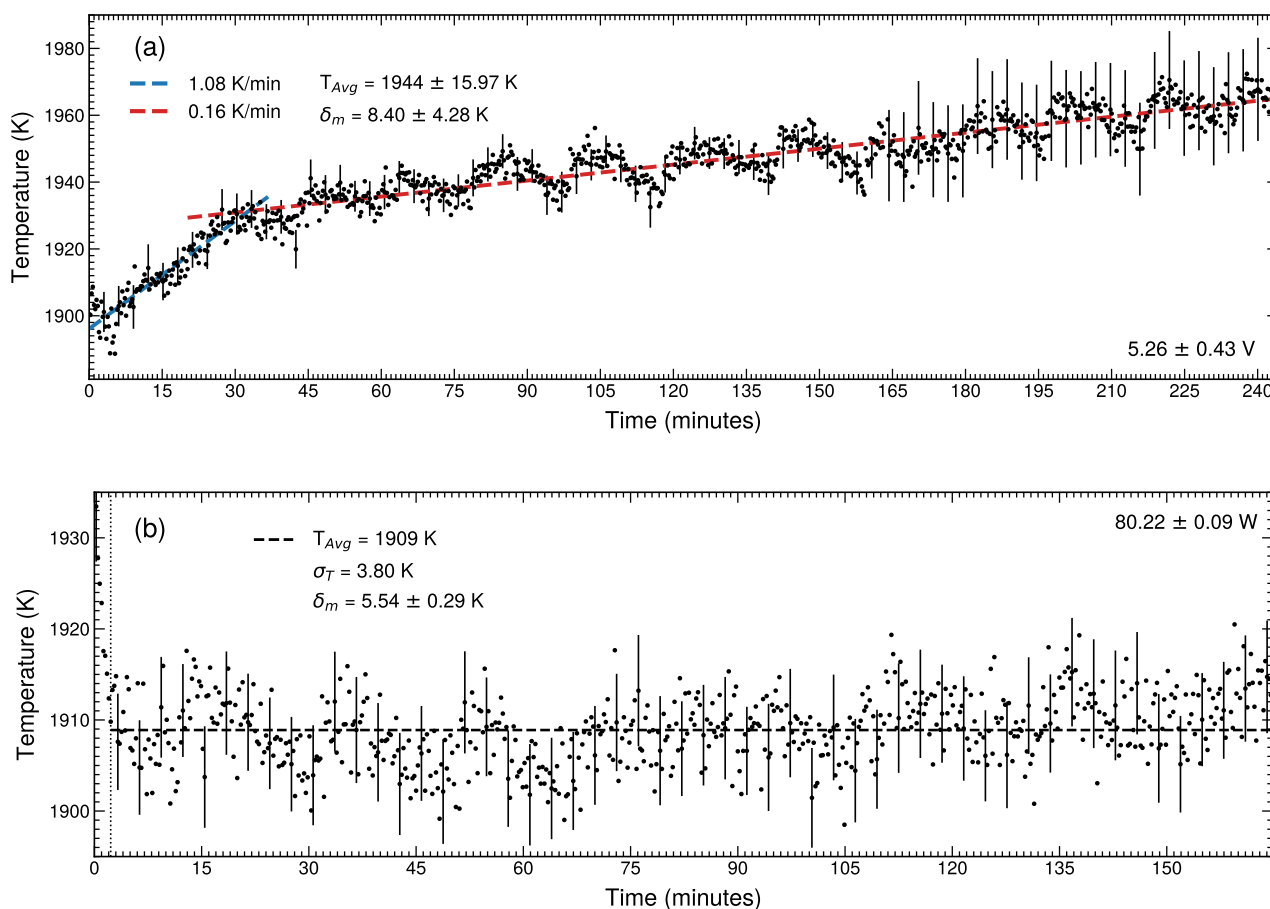 (a)
1.08 K/min
0.16 K/min
T_Avg = 1944 ± 15.97 K
δ_m = 8.40 ± 4.28 K
5.26 ± 0.43 V
Temperature (K)
1980
1960
1940
1920
1900
0 15 30 45 60 75 90 105 120 135 150 165 180 195 210 225 240
Time (minutes)
(b)
T_Avg = 1909 K
σ_T = 3.80 K
δ_m = 5.54 ± 0.29 K
80.22 ± 0.09 W
Temperature (K)
1930
1920
1910
1900
0 15 30 45 60 75 90 105 120 135 150
Time (minutes)